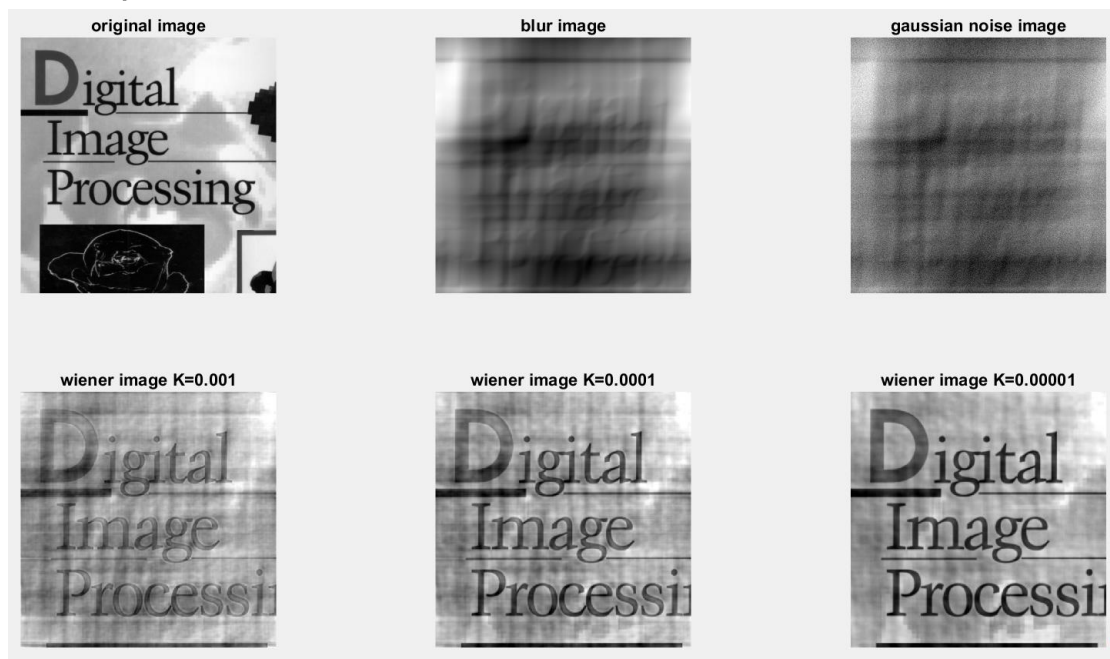 original image
blur image
gaussian noise image
Digital
Image
Processing
wiener image K=0.001
wiener image K=0.0001
wiener image K=0.00001
Digital
Image
Processi
Digital
Image
Processi
Digital
Image
Processi